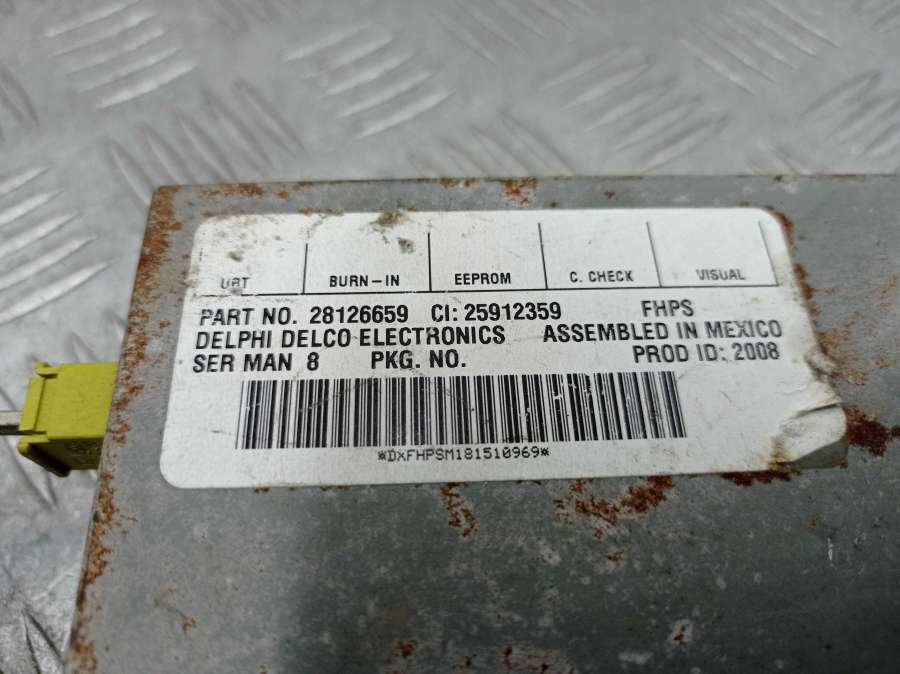 UBT BURN-IN EEPROM C. CHECK VISUAL
PART NO. 28126659 CI: 25912359 FHPS
DELPHI DELCO ELECTRONICS ASSEMBLED IN MEXICO
SER MAN 8 PKG. NO. PROD ID: 2008
*DxFHPSM181510969*